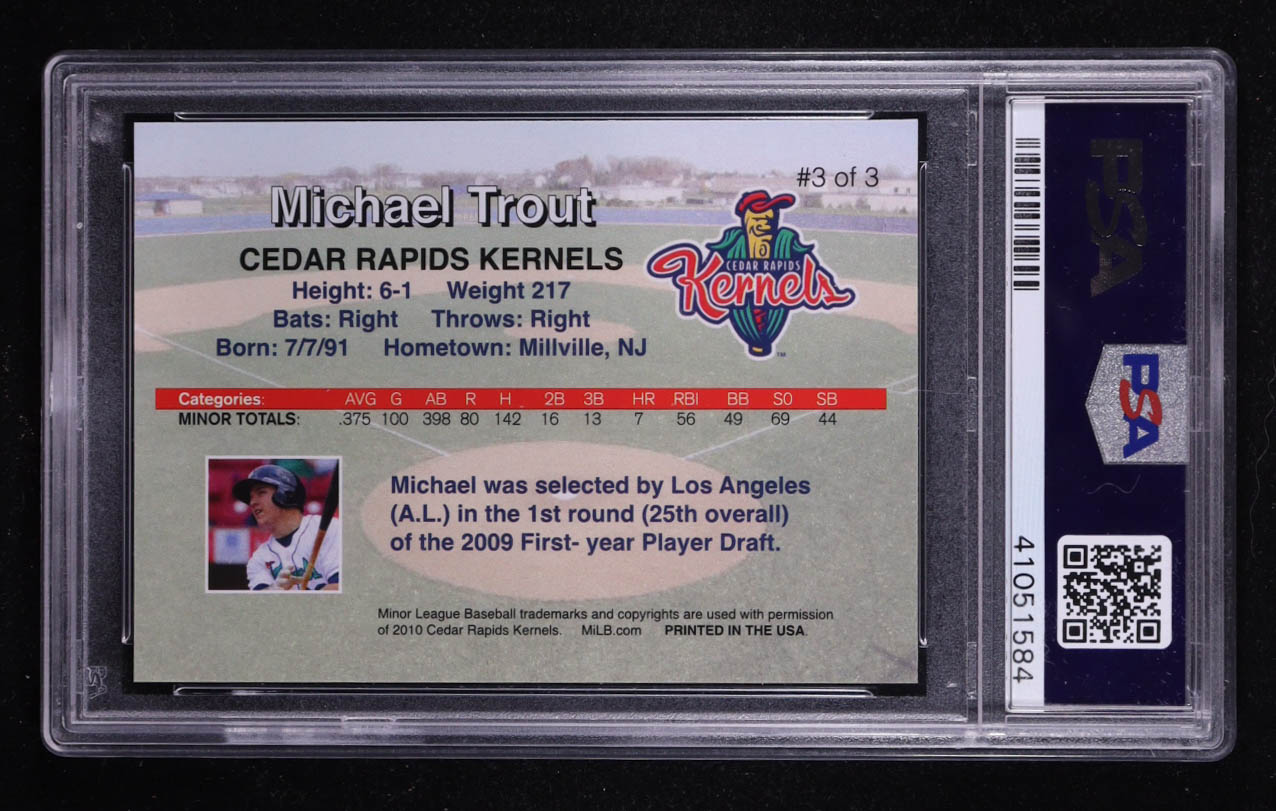 #3 of 3
Michael Trout
CEDAR RAPIDS KERNELS
Height: 6-1 Weight 217
Bats: Right Throws: Right
Born: 7/7/91 Hometown: Millville, NJ
CEDAR RAPIDS
Kernels
TM
Categories: AVG G AB R H 2B 3B HR RBI BB SO SB
MINOR TOTALS: .375 100 398 80 142 16 13 7 56 49 69 44
Michael was selected by Los Angeles
(A.L.) in the 1st round (25th overall)
of the 2009 First- year Player Draft.
Minor League Baseball trademarks and copyrights are used with permission
of 2010 Cedar Rapids Kernels. MiLB.com PRINTED IN THE USA.
PSA
PSA
41051584
PSA